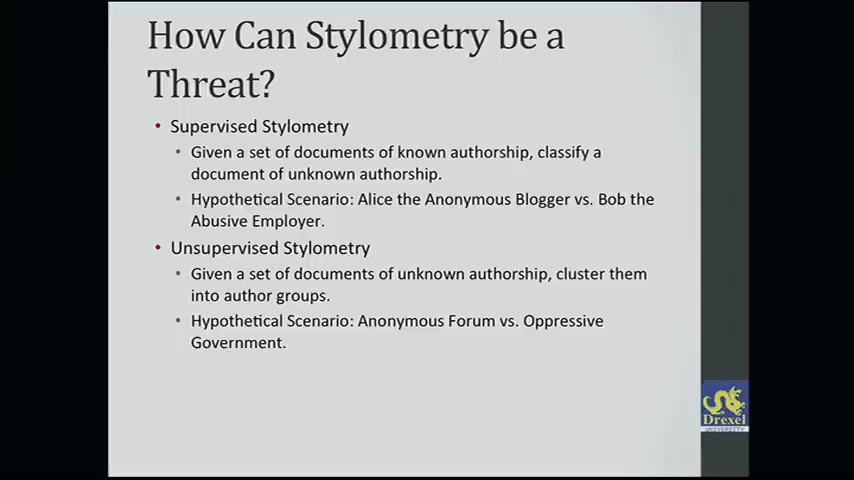 How Can Stylometry be a
Threat?
• Supervised Stylometry
• Given a set of documents of known authorship, classify a
document of unknown authorship.
• Hypothetical Scenario: Alice the Anonymous Blogger vs. Bob the
Abusive Employer.
• Unsupervised Stylometry
• Given a set of documents of unknown authorship, cluster them
into author groups.
• Hypothetical Scenario: Anonymous Forum vs. Oppressive
Government.
Drexel
UNIVERSITY